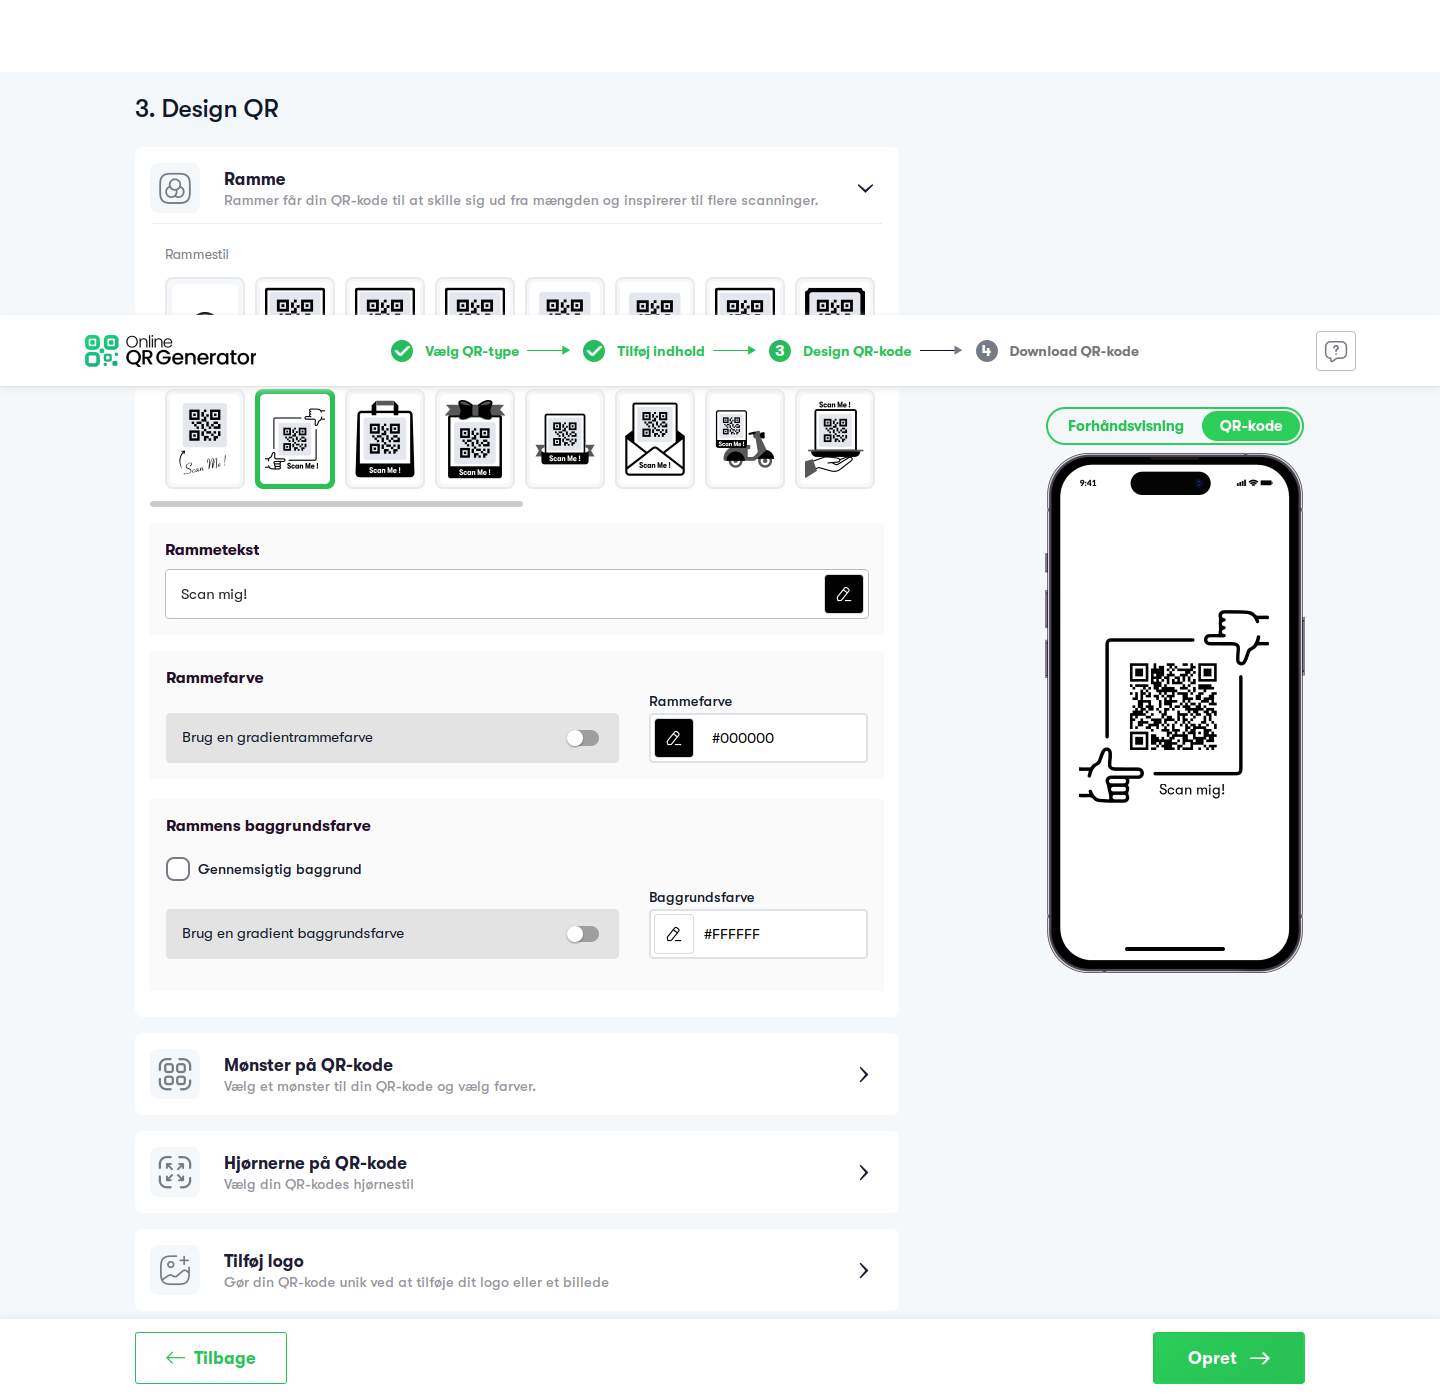 3. Design QR
Ramme
Rammer får din QR-kode til at skille sig ud fra mængden og inspirerer til flere scanninger.
Rammestil
Online
QR Generator
Vælg QR-type
Tilføj indhold
3 Design QR-kode
4 Download QR-kode
Scan Me !
Scan Me !
Scan Me !
Scan Me !
Scan Me !
Scan Me !
Scan Me !
Scan Me !
Rammetekst
Scan mig!
Rammefarve
Rammefarve
Brug en gradientrammefarve
#000000
Rammens baggrundsfarve
Gennemsigtig baggrund
Baggrundsfarve
Brug en gradient baggrundsfarve
#FFFFFF
Mønster på QR-kode
Vælg et mønster til din QR-kode og vælg farver.
Hjørnerne på QR-kode
Vælg din QR-kodes hjørnestil
Tilføj logo
Gør din QR-kode unik ved at tilføje dit logo eller et billede
Forhåndsvisning
QR-kode
9:41
Scan mig!
Tilbage
Opret